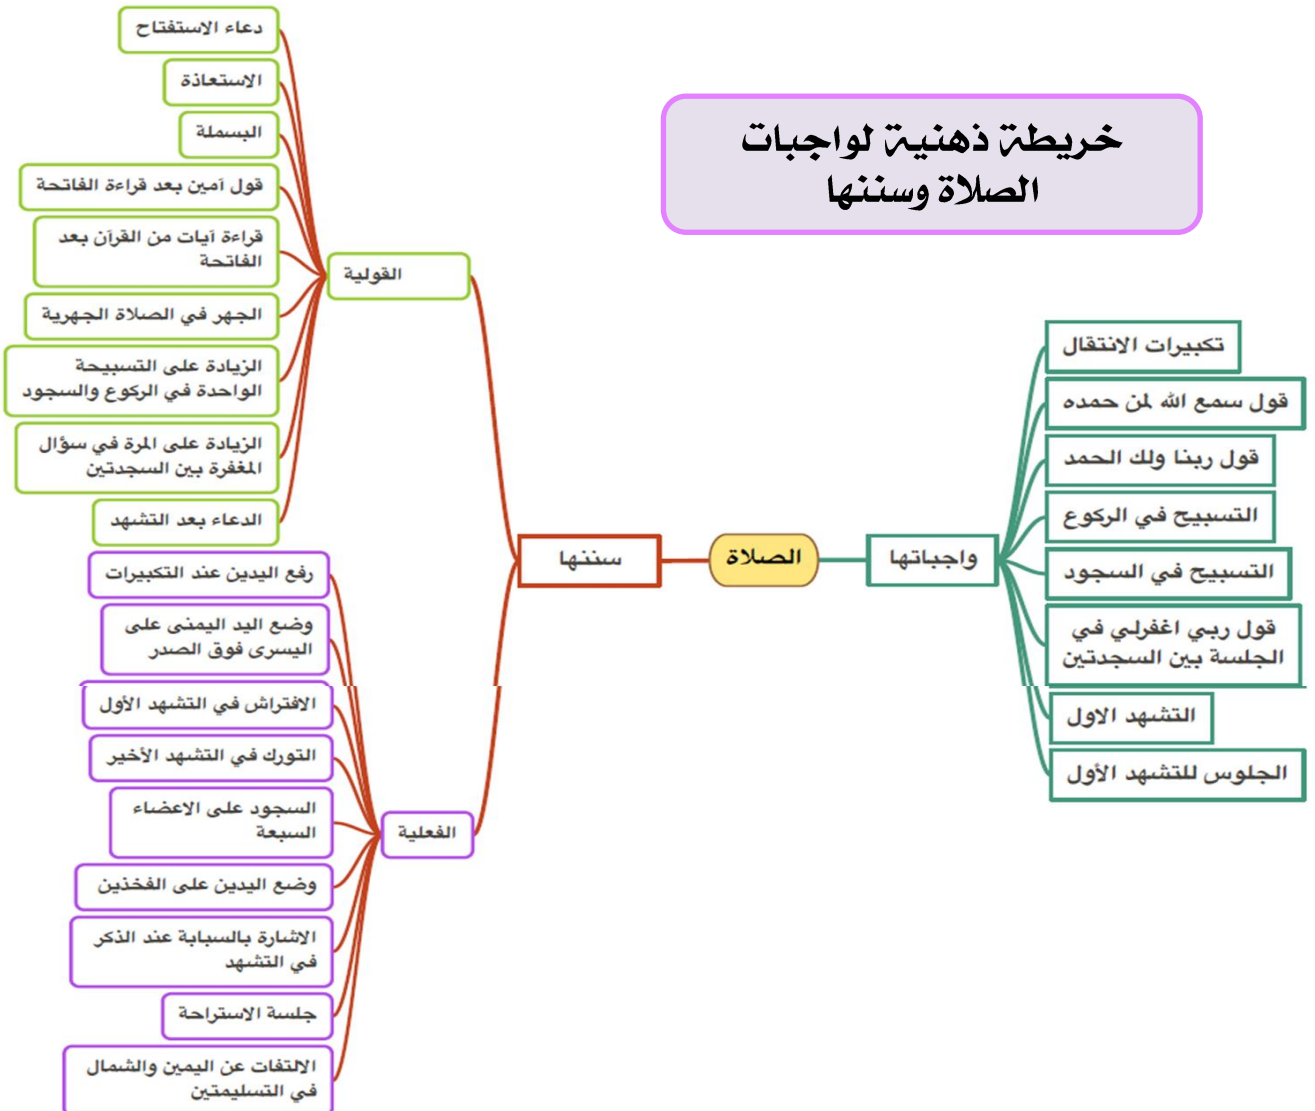 خريطة ذهنية لواجبات
الصلاة وسننها
الصلاة
واجباتها
تكبيرات الانتقال
قول سمع الله لمن حمده
قول ربنا ولك الحمد
التسبيح في الركوع
التسبيح في السجود
قول ربي اغفرلي في
الجلسة بين السجدتين
التشهد الاول
الجلوس للتشهد الأول
سننها
القولية
دعاء الاستفتاح
الاستعاذة
البسملة
قول آمين بعد قراءة الفاتحة
قراءة آيات من القرآن بعد
الفاتحة
الجهر في الصلاة الجهرية
الزيادة على التسبيحة
الواحدة في الركوع والسجود
الزيادة على المرة في سؤال
المغفرة بين السجدتين
الدعاء بعد التشهد
الفعلية
رفع اليدين عند التكبيرات
وضع اليد اليمنى على
اليسرى فوق الصدر
الافتراش في التشهد الأول
التورك في التشهد الأخير
السجود على الاعضاء
السبعة
وضع اليدين على الفخذين
الاشارة بالسبابة عند الذكر
في التشهد
جلسة الاستراحة
الالتفات عن اليمين والشمال
في التسليمتين